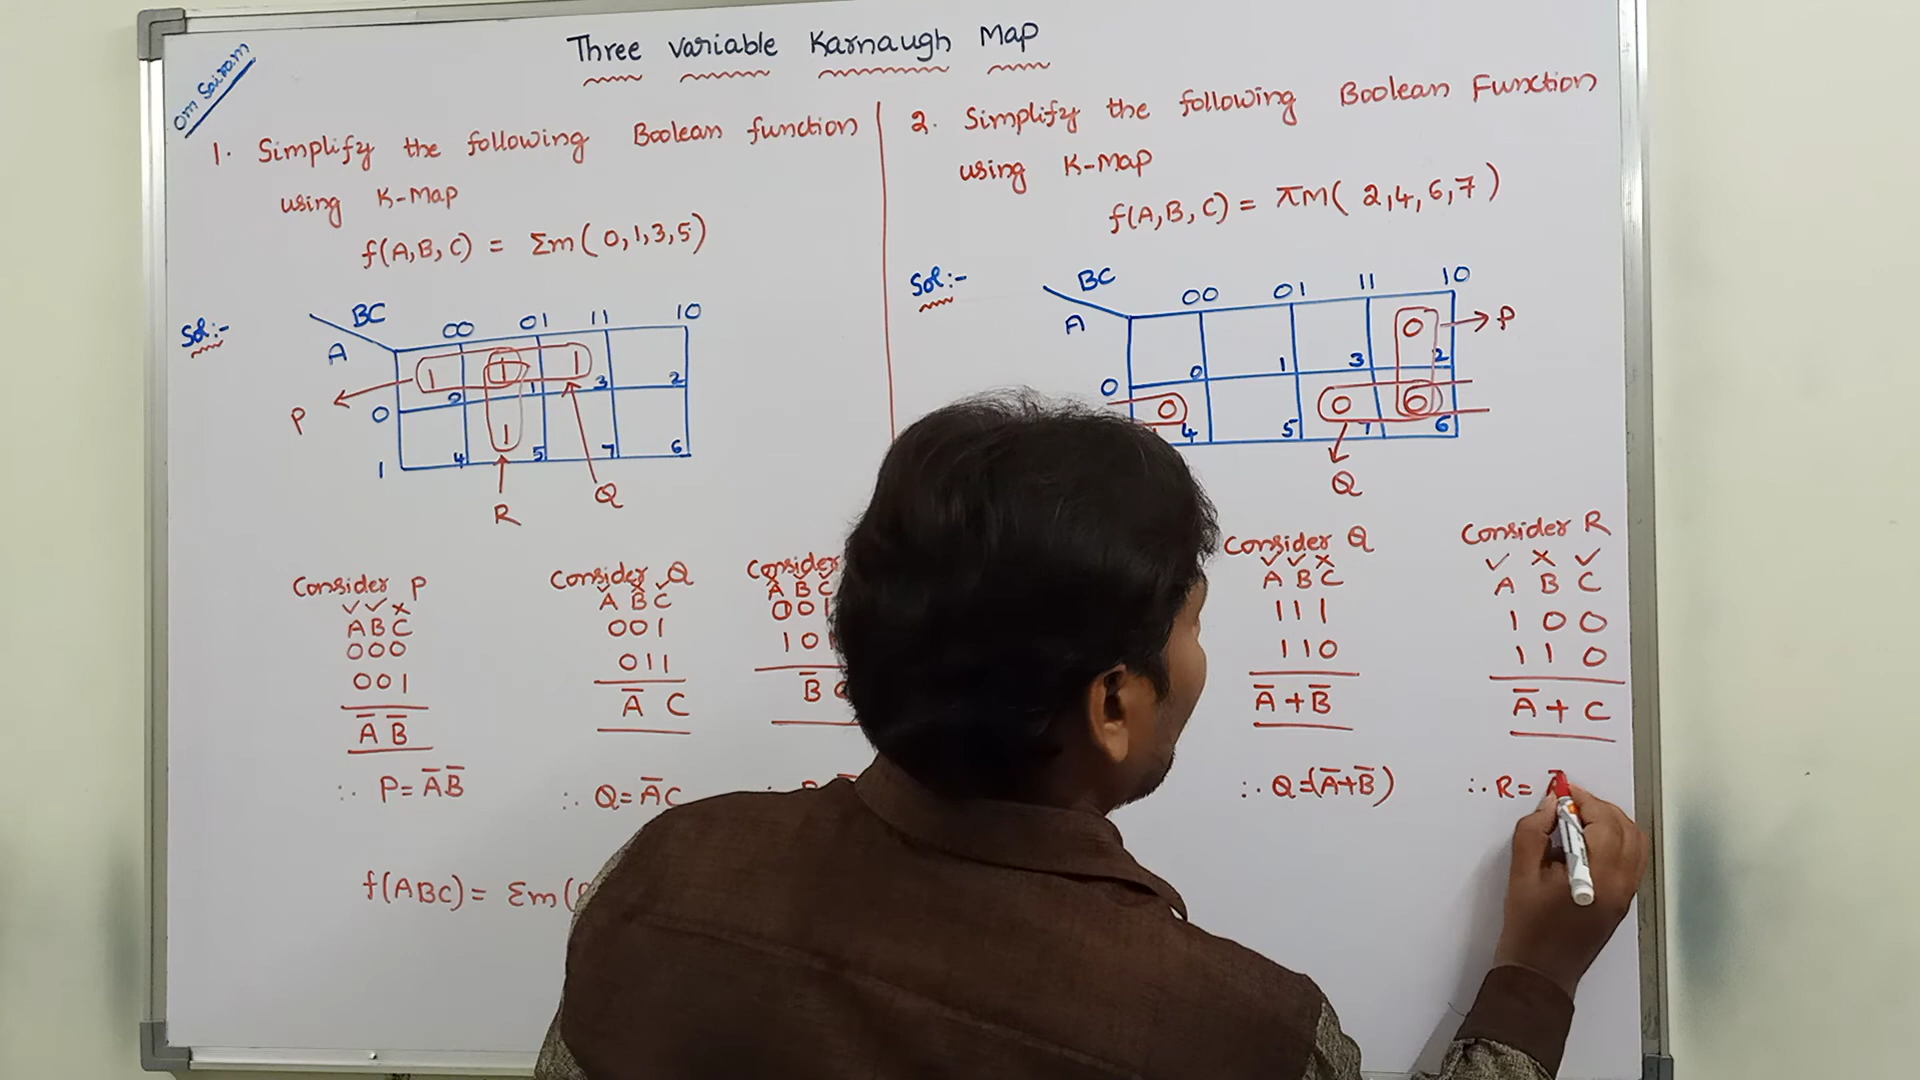 Three Variable Karnaugh Map
Om Sairam
1. Simplify the following Boolean function
using K-Map
f(A,B,C) = Σm( 0,1,3,5)
Sol:-
BC
A
00 01 11 10
0
1
1 1 1
0 1 3 2
1
4 5 7 6
P
R
Q
Consider P
A B C
0 0 0
0 0 1
A̅ B̅
∴ P = A̅ B̅
Consider Q
A B C
0 0 1
0 1 1
A̅ C
∴ Q = A̅ C
Consider
A B C
0 0 1
1 0
B̅
f(ABC) = Σm(
2. Simplify the following Boolean Function
using K-Map
f(A,B,C) = πM( 2,4,6,7)
Sol:-
BC
A
00 01 11 10
0
0
0 1 3 2
0 0 0
4 5 7 6
P
Q
Consider Q
A B C
1 1 1
1 1 0
A̅ + B̅
∴ Q = (A̅ + B̅)
Consider R
A B C
1 0 0
1 1 0
A̅ + C
∴ R =